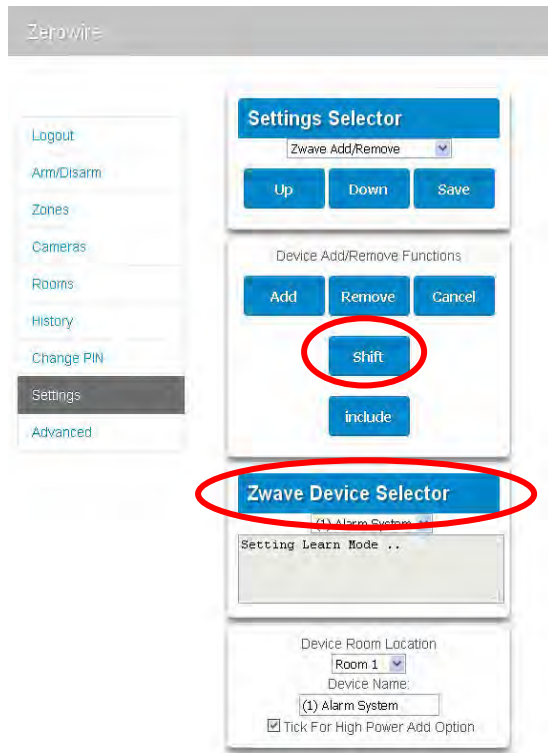 Zerowire
Logout
Arm/Disarm
Zones
Cameras
Rooms
History
Change PIN
Settings
Advanced
Settings Selector
Zwave Add/Remove
Up Down Save
Device Add/Remove Functions
Add Remove Cancel
Shift
include
Zwave Device Selector
(1) Alarm System
Setting Learn Mode ..
Device Room Location
Room 1
Device Name:
(1) Alarm System
Tick For High Power Add Option